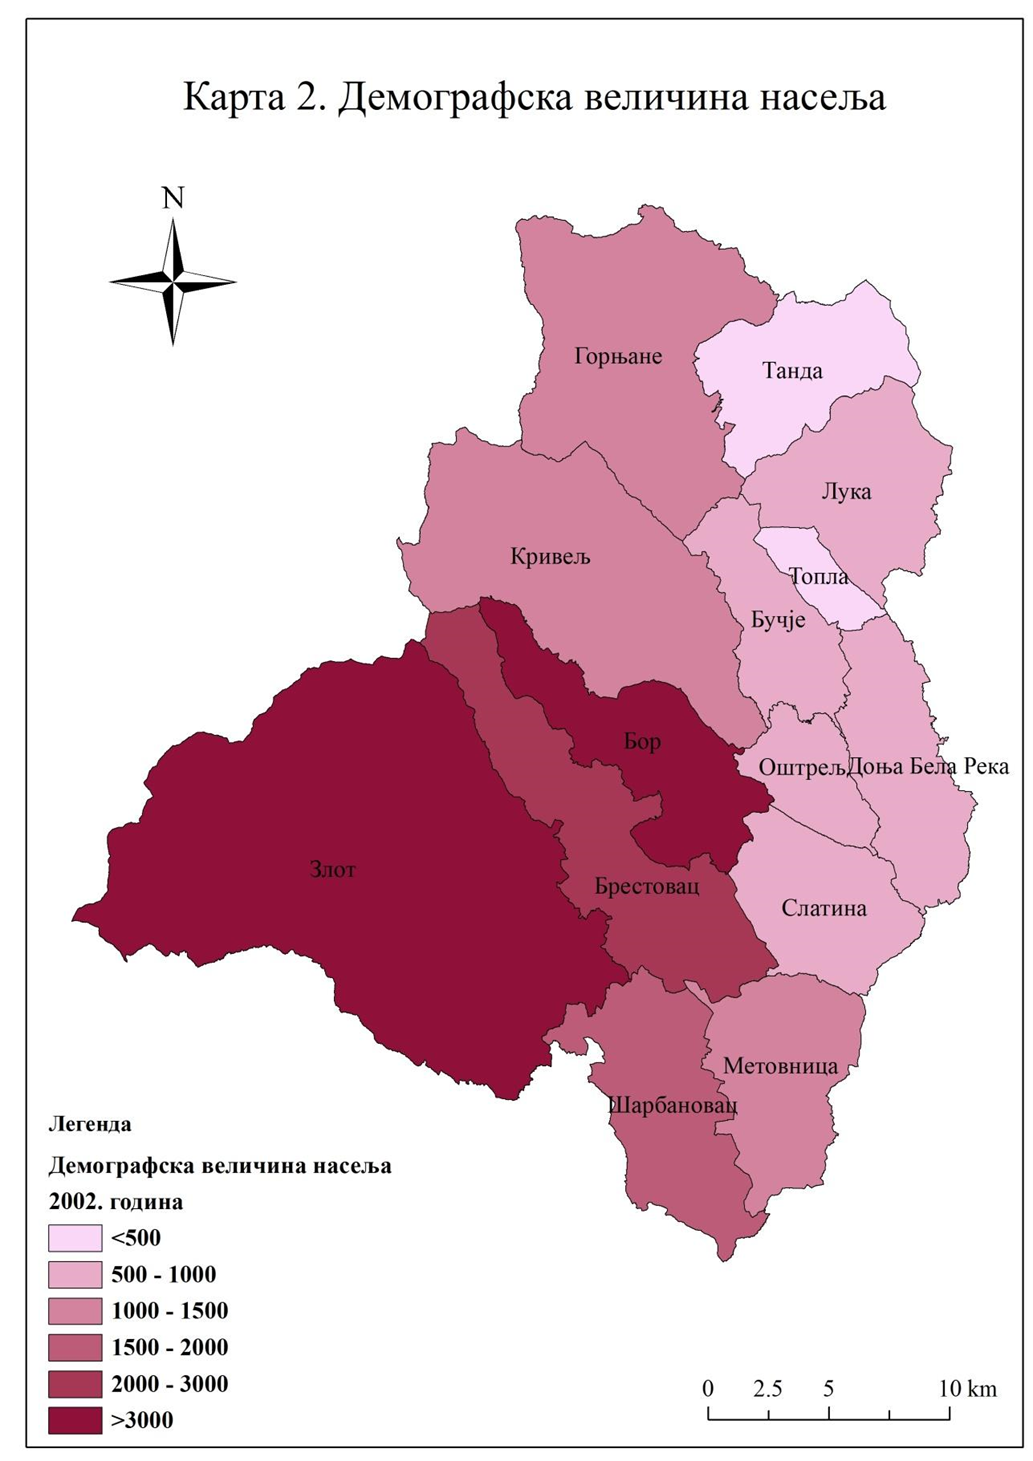 Карта 2. Демографска величина насеља
N
Горњане
Танда
Лука
Кривељ
Топла
Бучје
Бор
Оштрељ
Доња Бела Река
Злот
Брестовац
Слатина
Метовница
Шарбановац
Легенда
Демографска величина насеља
2002. година
<500
500 - 1000
1000 - 1500
1500 - 2000
2000 - 3000
>3000
0 2.5 5 10 km